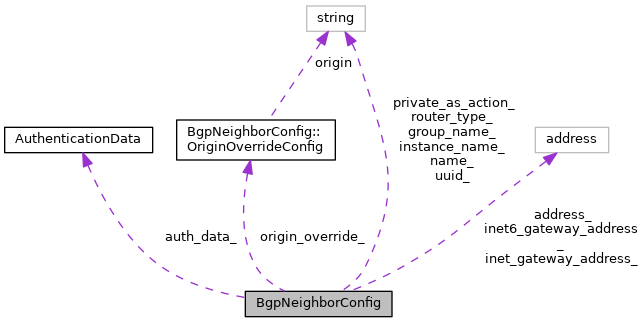 string
origin
private_as_action_
router_type_
group_name_
instance_name_
name_
uuid_
AuthenticationData
BgpNeighborConfig::
OriginOverrideConfig
address
auth_data_
origin_override_
address_
inet6_gateway_address
_
inet_gateway_address_
BgpNeighborConfig